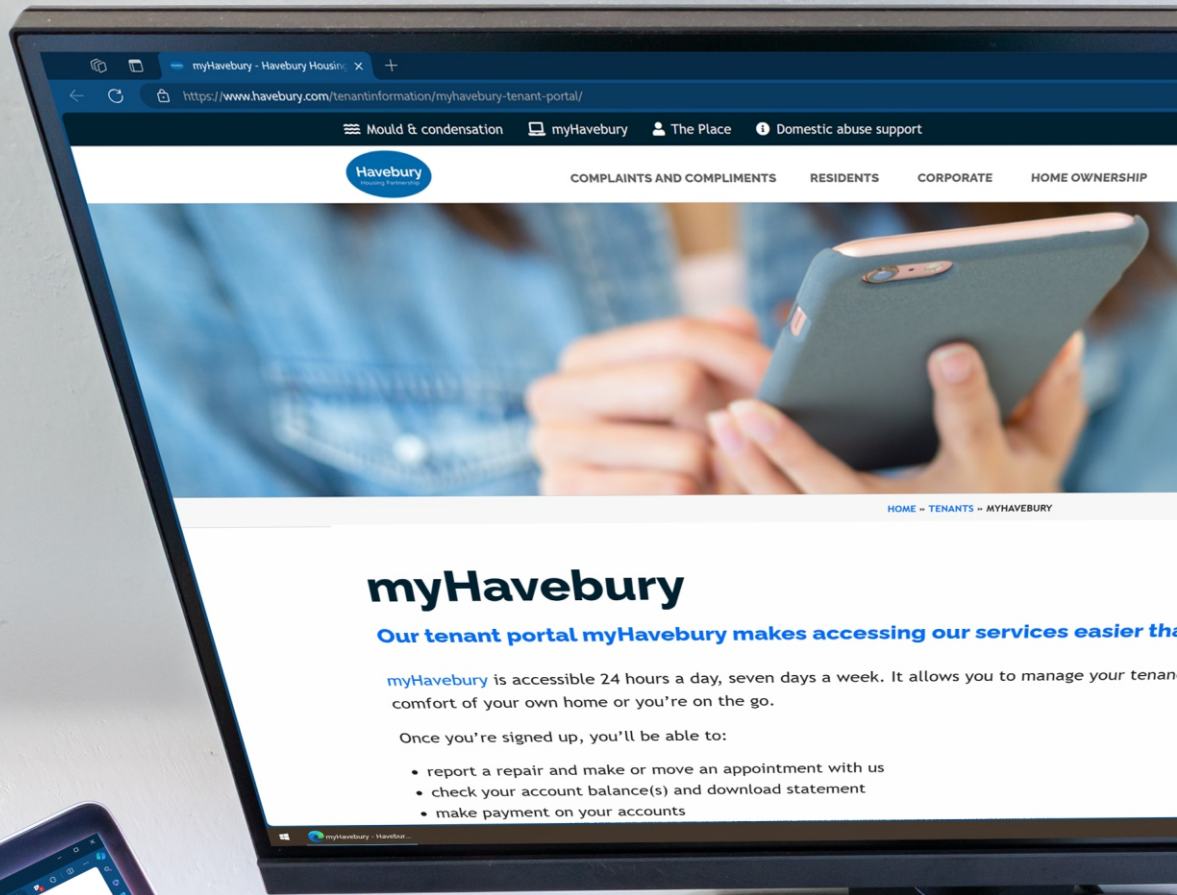 myHavebury - Havebury Housing
https://www.havebury.com/tenantinformation/myhavebury-tenant-portal/
Mould & condensation myHavebury The Place Domestic abuse support
Havebury
Housing Partnership
COMPLAINTS AND COMPLIMENTS RESIDENTS CORPORATE HOME OWNERSHIP
HOME » TENANTS » MYHAVEBURY
myHavebury
Our tenant portal myHavebury makes accessing our services easier
myHavebury is accessible 24 hours a day, seven days a week. It allows you to manage your
comfort of your own home or you're on the go.
Once you're signed up, you'll be able to:
• report a repair and make or move an appointment with us
• check your account balance(s) and download statement
• make payment on your accounts
myHavebury - Havebur...